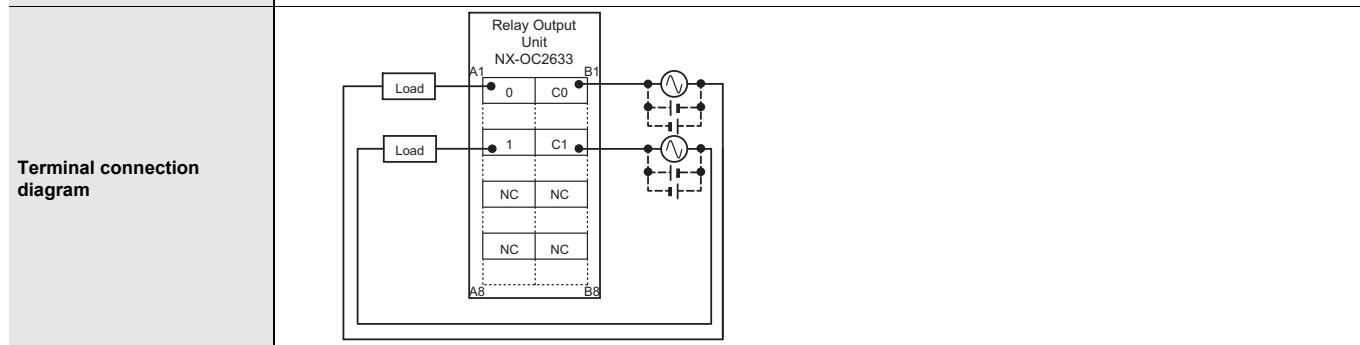 Terminal connection
diagram
Relay Output
Unit
NX-OC2633
A1 B1
Load 0 C0
Load 1 C1
NC NC
NC NC
A8 B8